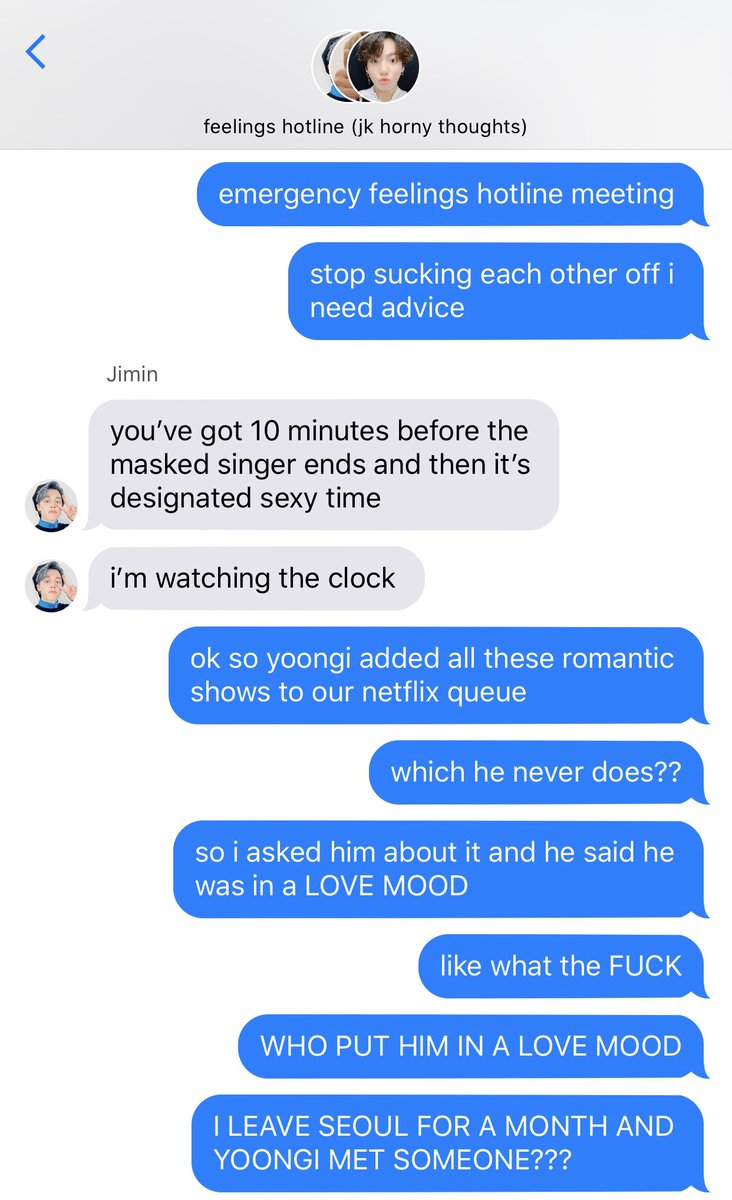 feelings hotline (jk horny thoughts)
emergency feelings hotline meeting
stop sucking each other off i
need advice
Jimin
you’ve got 10 minutes before the
masked singer ends and then it’s
designated sexy time
i’m watching the clock
ok so yoongi added all these romantic
shows to our netflix queue
which he never does??
so i asked him about it and he said he
was in a LOVE MOOD
like what the FUCK
WHO PUT HIM IN A LOVE MOOD
I LEAVE SEOUL FOR A MONTH AND
YOONGI MET SOMEONE???